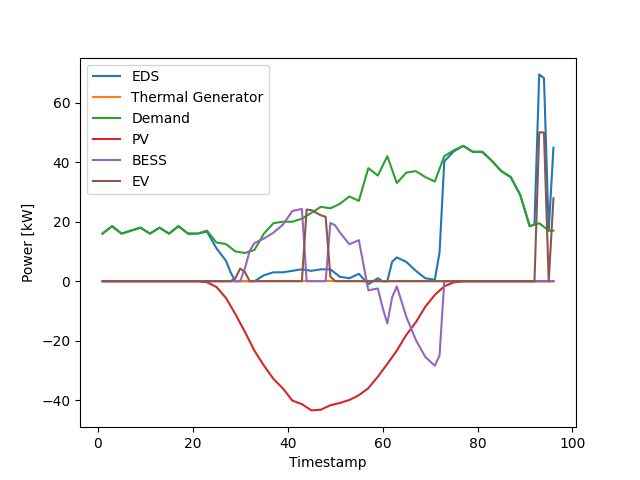 EDS
Thermal Generator
Demand
PV
BESS
EV
Power [kW]
60
40
20
0
−20
−40
0 20 40 60 80 100
Timestamp